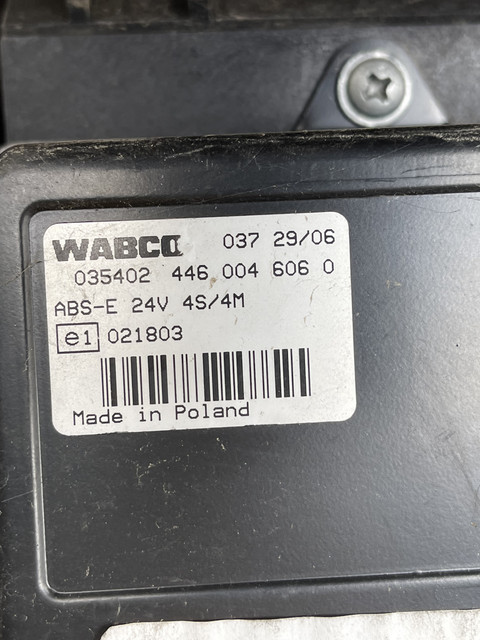 WABCO 037 29/06
035402 446 004 606 0
ABS-E 24V 4S/4M
e1 021803
Made in Poland